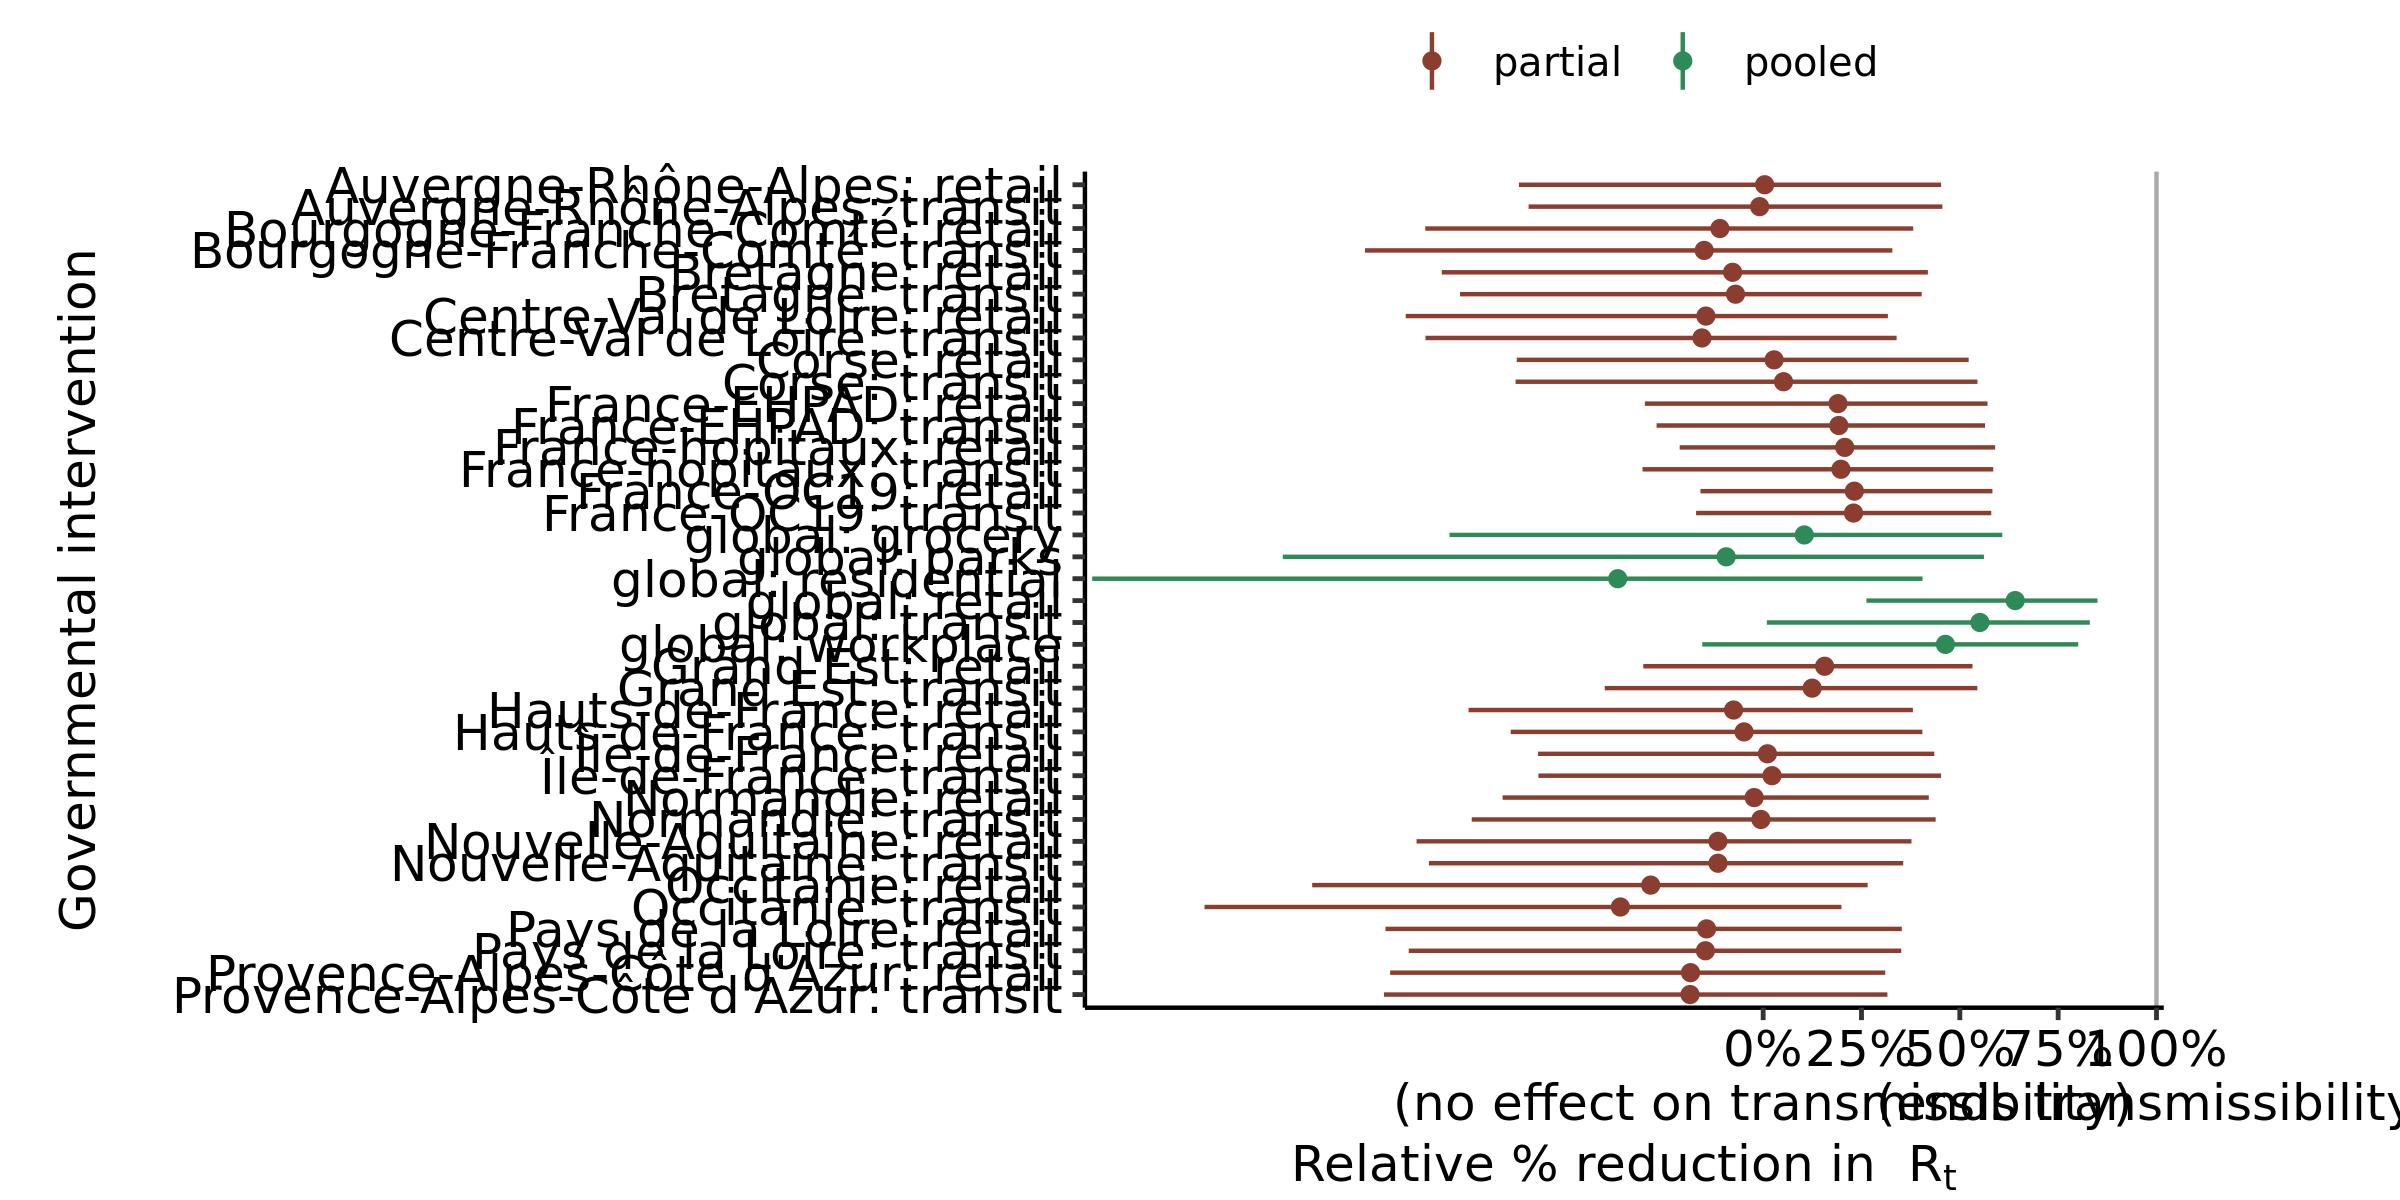 partial
pooled
Governmental intervention
Auvergne-Rhône-Alpes: retail
Auvergne-Rhône-Alpes: transit
Bourgogne-Franche-Comté: retail
Bourgogne-Franche-Comté: transit
Bretagne: retail
Bretagne: transit
Centre-Val de Loire: retail
Centre-Val de Loire: transit
Corse: retail
Corse: transit
France-EHPAD: retail
France-EHPAD: transit
France-hopitaux: retail
France-hopitaux: transit
France-OC19: retail
France-OC19: transit
global: grocery
global: parks
global: residential
global: retail
global: transit
global: workplace
Grand Est: retail
Grand Est: transit
Hauts-de-France: retail
Hauts-de-France: transit
Île-de-France: retail
Île-de-France: transit
Normandie: retail
Normandie: transit
Nouvelle-Aquitaine: retail
Nouvelle-Aquitaine: transit
Occitanie: retail
Occitanie: transit
Pays de la Loire: retail
Pays de la Loire: transit
Provence-Alpes-Côte d'Azur: retail
Provence-Alpes-Côte d'Azur: transit
0% 25% 50% 75% 100%
(no effect on transmissibility) (ends transmissibility
Relative % reduction in Rt